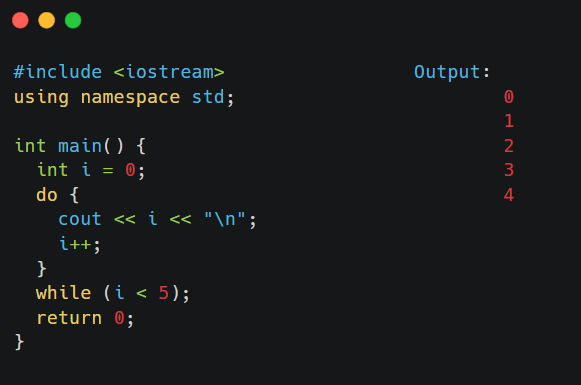 #include <iostream>
using namespace std;

int main() {
  int i = 0;
  do {
    cout << i << "\n";
    i++;
  }
  while (i < 5);
  return 0;
}
Output:
0
1
2
3
4